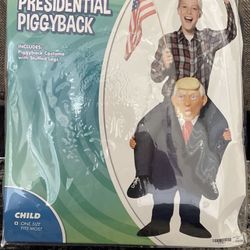 PRESIDENTIAL
PIGGYBACK
INCLUDES:
Piggyback Costume
with Stuffed Legs
CHILD
ONE SIZE
FITS MOST